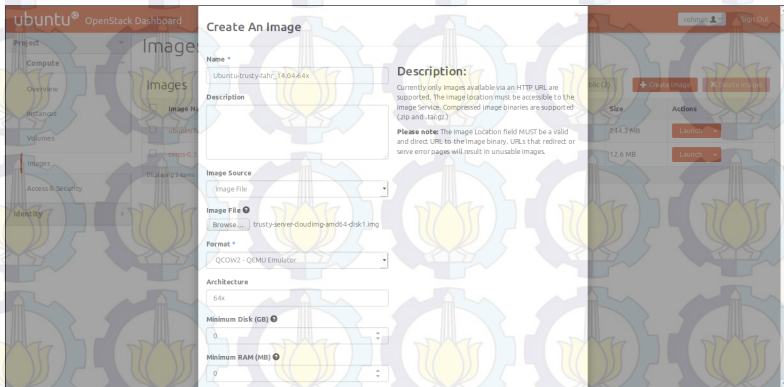 ubuntu® OpenStack Dashboard
rohmat
Sign Out
Project
Compute
Overview
Instances
Volumes
Images
Access & Security
Identity
Images
Images
Create Image
Delete Images
Image Na
Size
Actions
244.3 MB
Launch
12.6 MB
Launch
Create An Image
Name *
Ubuntu-trusty-tahr_14.04-64x
Description
Image Source
Image File
Image File
Browse... trusty-server-cloudimg-amd64-disk1.img
Format *
QCOW2 - QEMU Emulator
Architecture
64x
Minimum Disk (GB)
0
Minimum RAM (MB)
0
Description:
Currently only images available via an HTTP URL are
supported. The image location must be accessible to the
Image Service. Compressed image binaries are supported
(.zip and .tar.gz.)
Please note: The Image Location field MUST be a valid
and direct URL to the image binary. URLs that redirect or
serve error pages will result in unusable images.